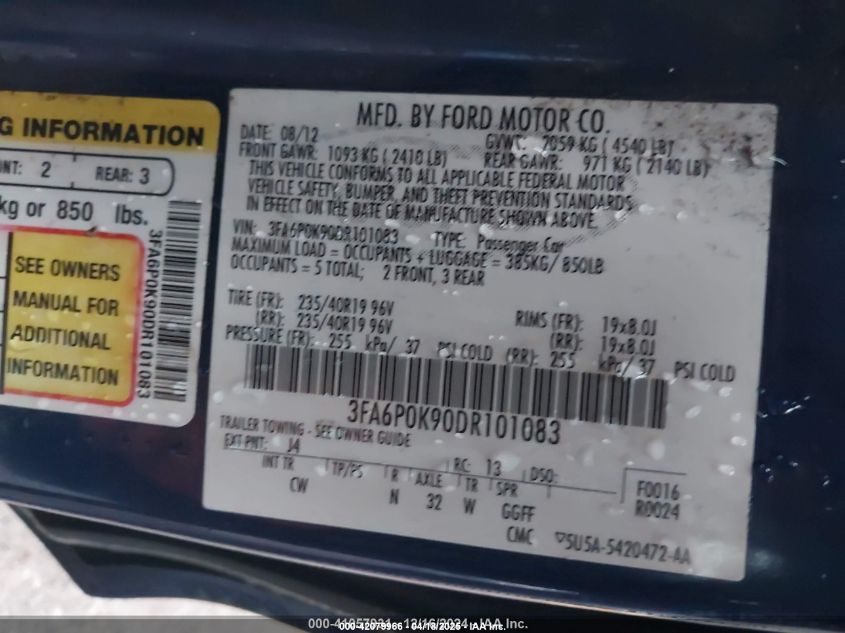 G INFORMATION
NT: 2 REAR: 3
kg or 850 lbs.
SEE OWNERS
MANUAL FOR
ADDITIONAL
INFORMATION
3FA6P0K90DR101083
MFD. BY FORD MOTOR CO.
DATE: 08/12 GVWT: 2059 KG ( 4540 LB)
FRONT GAWR: 1093 KG ( 2410 LB) REAR GAWR: 971 KG ( 2140 LB)
THIS VEHICLE CONFORMS TO ALL APPLICABLE FEDERAL MOTOR
VEHICLE SAFETY, BUMPER, AND THEFT PREVENTION STANDARDS
IN EFFECT ON THE DATE OF MANUFACTURE SHOWN ABOVE.
VIN: 3FA6P0K90DR101083 TYPE: Passenger Car
MAXIMUM LOAD = OCCUPANTS + LUGGAGE = 385KG/ 850LB
OCCUPANTS = 5 TOTAL; 2 FRONT, 3 REAR
TIRE (FR): 235/40R19 96V RIMS (FR): 19x8.0J
(RR): 235/40R19 96V (RR): 19x8.0J
PRESSURE (FR): 255 kPa/ 37 PSI COLD (RR): 255 kPa/ 37 PSI COLD
3FA6P0K90DR101083
TRAILER TOWING - SEE OWNER GUIDE
EXT PNT: J4 RC: 13 DSO:
INT TR TP/PS R AXLE TR SPR F0016
CW N 32 W GGFF R0024
CMC 5U5A-5420472-AA
000-42079966 04/16/2025 IAA Inc.